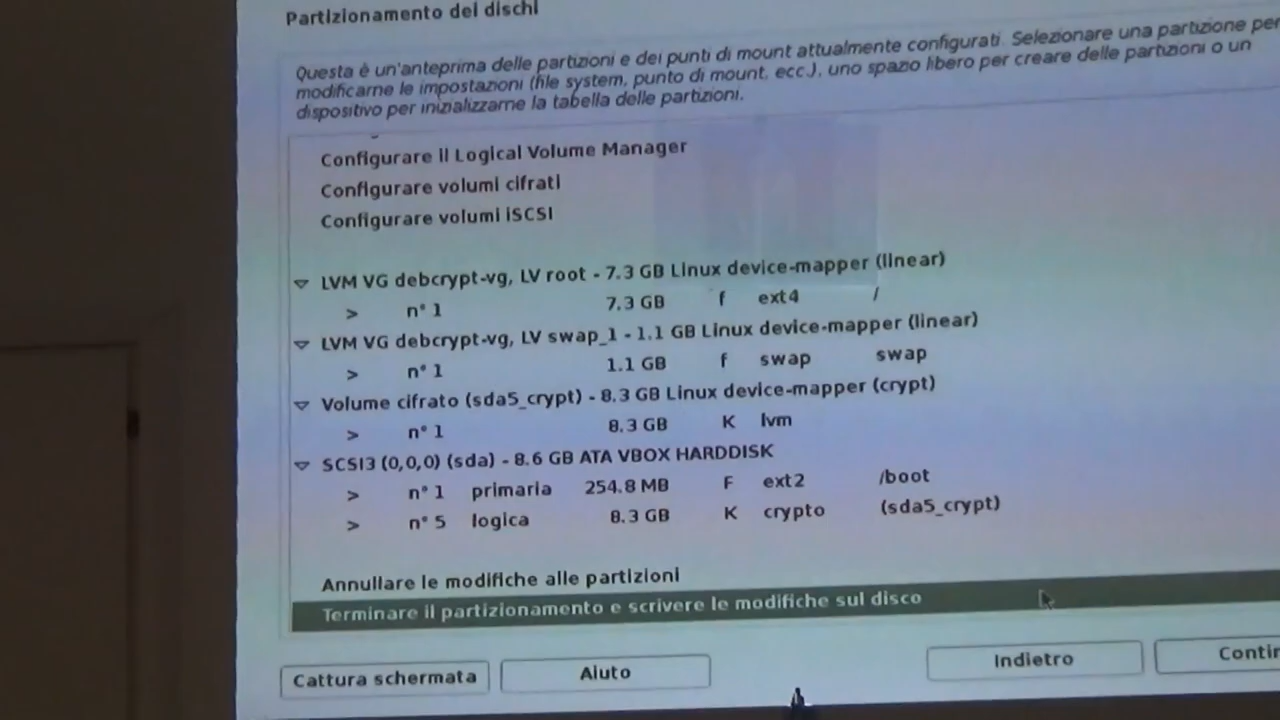 Partizionamento dei dischi
Questa è un'anteprima delle partizioni e dei punti di mount attualmente configurati. Selezionare una partizione per
modificarne le impostazioni (file system, punto di mount, ecc.), uno spazio libero per creare delle partizioni o un
dispositivo per inizializzarne la tabella delle partizioni.
Configurare il Logical Volume Manager
Configurare volumi cifrati
Configurare volumi iSCSI
LVM VG debcrypt-vg, LV root - 7.3 GB Linux device-mapper (linear)
> n° 1 7.3 GB f ext4 /
LVM VG debcrypt-vg, LV swap_1 - 1.1 GB Linux device-mapper (linear)
> n° 1 1.1 GB f swap swap
Volume cifrato (sda5_crypt) - 8.3 GB Linux device-mapper (crypt)
> n° 1 8.3 GB K lvm
SCSI3 (0,0,0) (sda) - 8.6 GB ATA VBOX HARDDISK
> n° 1 primaria 254.8 MB F ext2 /boot
> n° 5 logica 8.3 GB K crypto (sda5_crypt)
Annullare le modifiche alle partizioni
Terminare il partizionamento e scrivere le modifiche sul disco
Cattura schermata Aiuto Indietro Contin